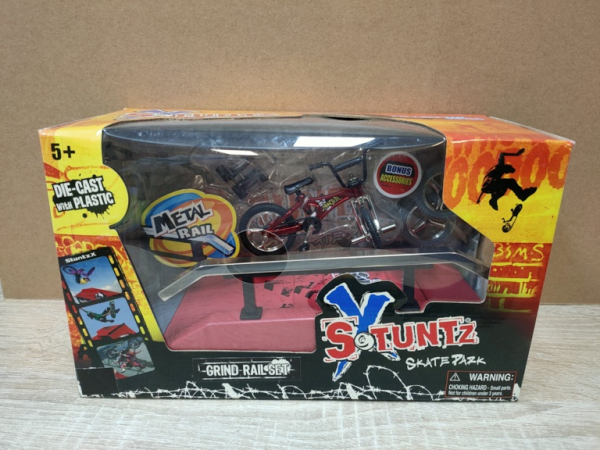 5+
DIE-CAST
with PLASTIC
METAL
RAIL
BONUS
ACCESSORIES
StuntzX
X
STUNTZ
SKATE PARK
GRIND RAIL SET
WARNING:
CHOKING HAZARD - Small parts
Not for children under 3 years.